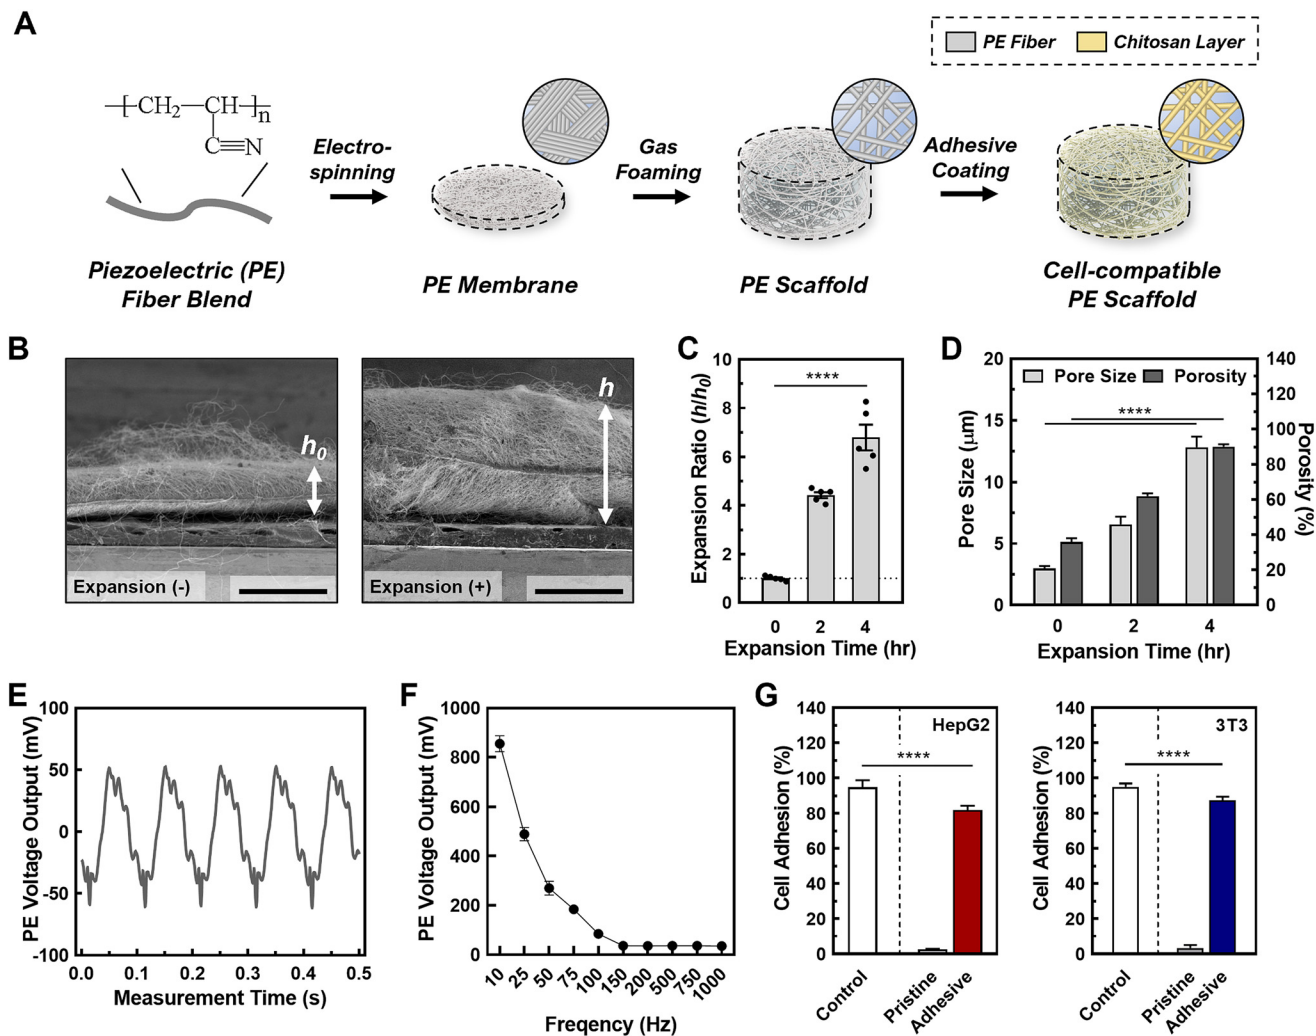 A
PE Fiber
Chitosan Layer
CH2
CH
n
C
N
Electro-
spinning
Gas
Foaming
Adhesive
Coating
Piezoelectric (PE)
Fiber Blend
PE Membrane
PE Scaffold
Cell-compatible
PE Scaffold
B
h0
Expansion (-)
h
Expansion (+)
C
Expansion Ratio (h/h0)
10
8
6
4
2
0
****
0
2
4
Expansion Time (hr)
D
Pore Size (μm)
20
15
10
5
0
Pore Size
Porosity
****
140
120
100
80
60
40
20
0
Porosity
(%)
0
2
4
Expansion Time (hr)
E
PE Voltage Output (mV)
100
50
0
-50
-100
0.0
0.1
0.2
0.3
0.4
0.5
Measurement Time (s)
F
PE Voltage Output (mV)
1000
800
600
400
200
0
10
25
50
75
100
150
200
500
750
1000
Freqency (Hz)
G
Cell Adhesion (%)
140
120
100
80
60
40
20
0
HepG2
****
Control
Pristine
Adhesive
Cell Adhesion (%)
140
120
100
80
60
40
20
0
3T3
****
Control
Pristine
Adhesive